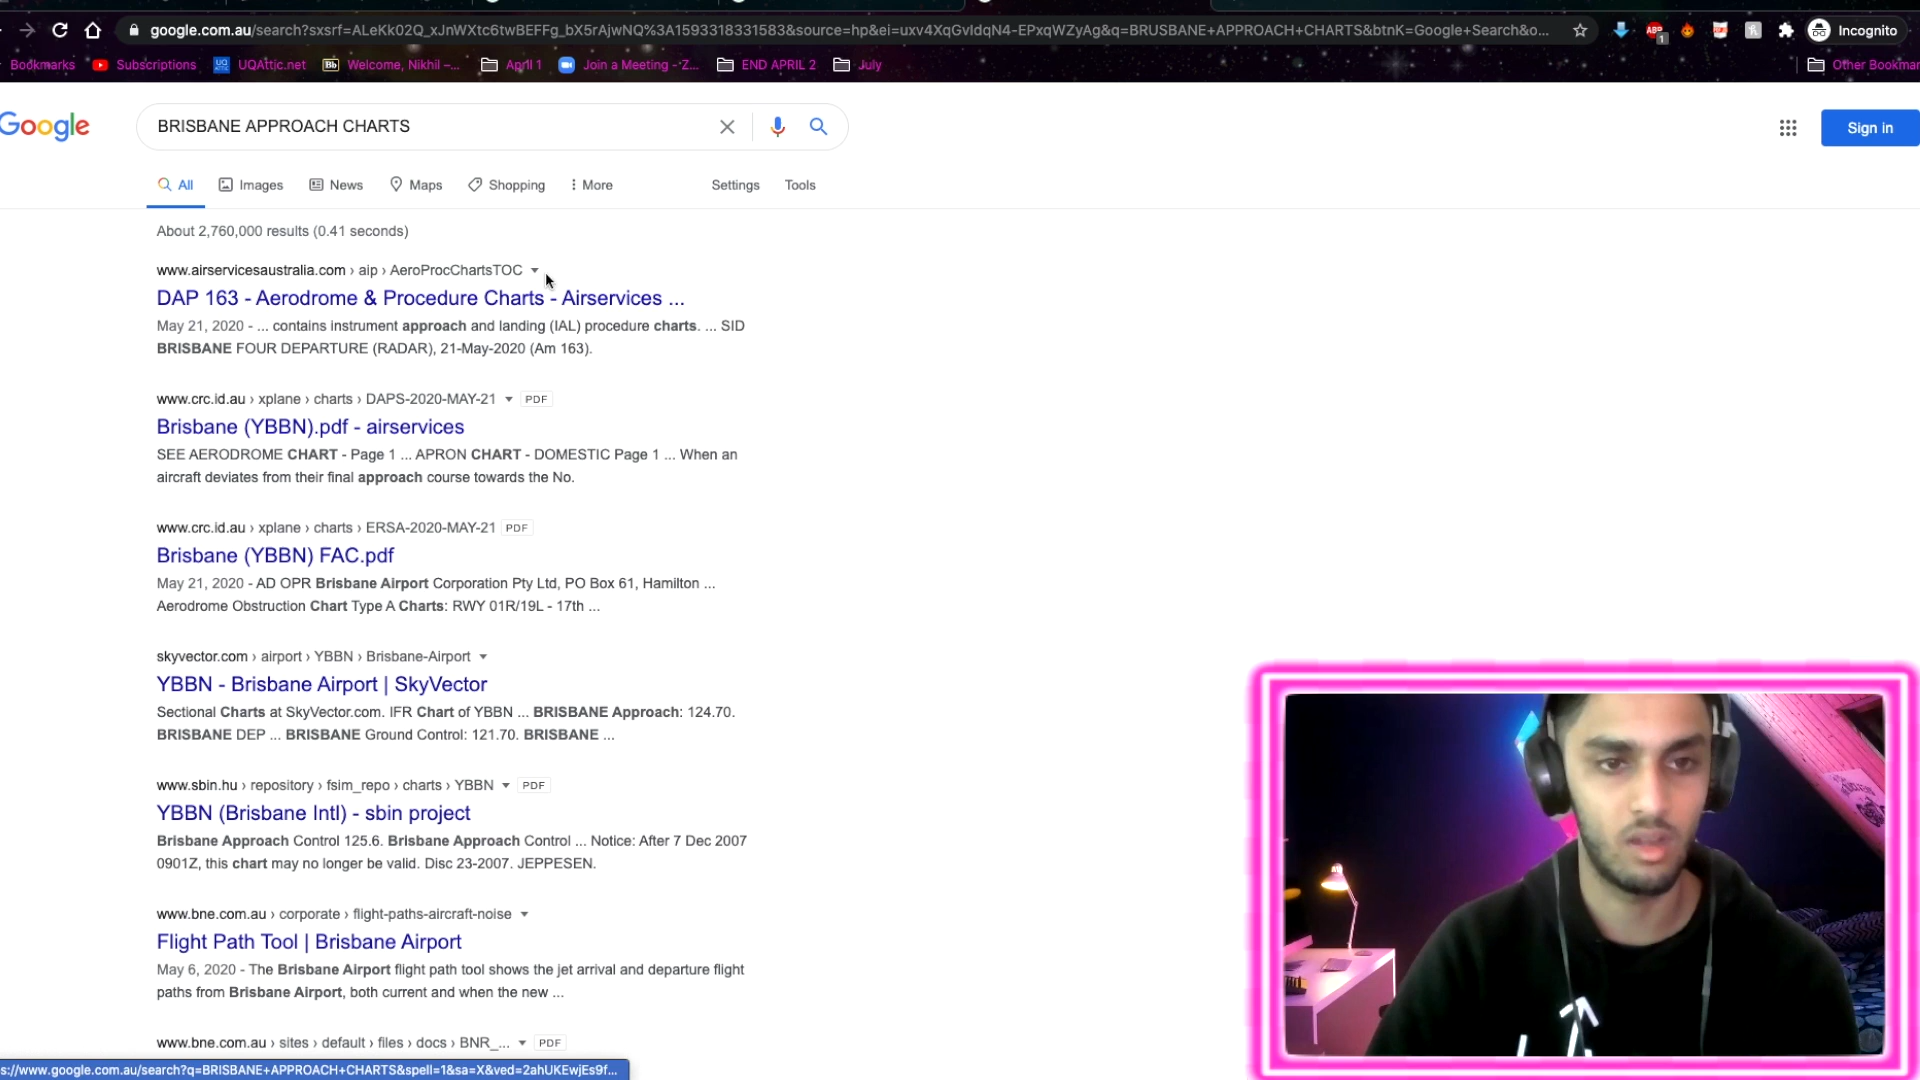 google.com.au/search?sxsrf=ALeKk02Q_xJnWXtc6twBEFFg_bX5rAjwNQ%3A1593318331583&source=hp&ei=uxv4XqGvIdqN4-EPxqWZyAg&q=BRUSBANE+APPROACH+CHARTS&btnK=Google+Search&o...
ABP
1
Incognito
Bookmarks
Subscriptions
UQAttic.net
Bb
Welcome, Nikhil –...
April 1
Join a Meeting - Z...
END APRIL 2
July
Other Bookmar
Google
BRISBANE APPROACH CHARTS
Sign in
All
Images
News
Maps
Shopping
More
Settings
Tools
About 2,760,000 results (0.41 seconds)
www.airservicesaustralia.com › aip › AeroProcChartsTOC
DAP 163 - Aerodrome & Procedure Charts - Airservices ...
May 21, 2020 - ... contains instrument approach and landing (IAL) procedure charts. ... SID
BRISBANE FOUR DEPARTURE (RADAR), 21-May-2020 (Am 163).
www.crc.id.au › xplane › charts › DAPS-2020-MAY-21 PDF
Brisbane (YBBN).pdf - airservices
SEE AERODROME CHART - Page 1 ... APRON CHART - DOMESTIC Page 1 ... When an
aircraft deviates from their final approach course towards the No.
www.crc.id.au › xplane › charts › ERSA-2020-MAY-21 PDF
Brisbane (YBBN) FAC.pdf
May 21, 2020 - AD OPR Brisbane Airport Corporation Pty Ltd, PO Box 61, Hamilton ...
Aerodrome Obstruction Chart Type A Charts: RWY 01R/19L - 17th ...
skyvector.com › airport › YBBN › Brisbane-Airport
YBBN - Brisbane Airport | SkyVector
Sectional Charts at SkyVector.com. IFR Chart of YBBN ... BRISBANE Approach: 124.70.
BRISBANE DEP ... BRISBANE Ground Control: 121.70. BRISBANE ...
www.sbin.hu › repository › fsim_repo › charts › YBBN PDF
YBBN (Brisbane Intl) - sbin project
Brisbane Approach Control 125.6. Brisbane Approach Control ... Notice: After 7 Dec 2007
0901Z, this chart may no longer be valid. Disc 23-2007. JEPPESEN.
www.bne.com.au › corporate › flight-paths-aircraft-noise
Flight Path Tool | Brisbane Airport
May 6, 2020 - The Brisbane Airport flight path tool shows the jet arrival and departure flight
paths from Brisbane Airport, both current and when the new ...
www.bne.com.au › sites › default › files › docs › BNR_... PDF
s://www.google.com.au/search?q=BRISBANE+APPROACH+CHARTS&spell=1&sa=X&ved=2ahUKEwjEs9f...